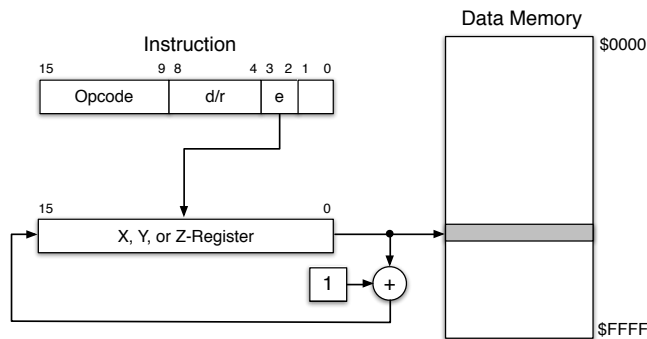 Data Memory
Instruction
$0000
15 9 8 4 3 2 1 0
Opcode d/r e
15 0
X, Y, or Z-Register
1 +
$FFFF